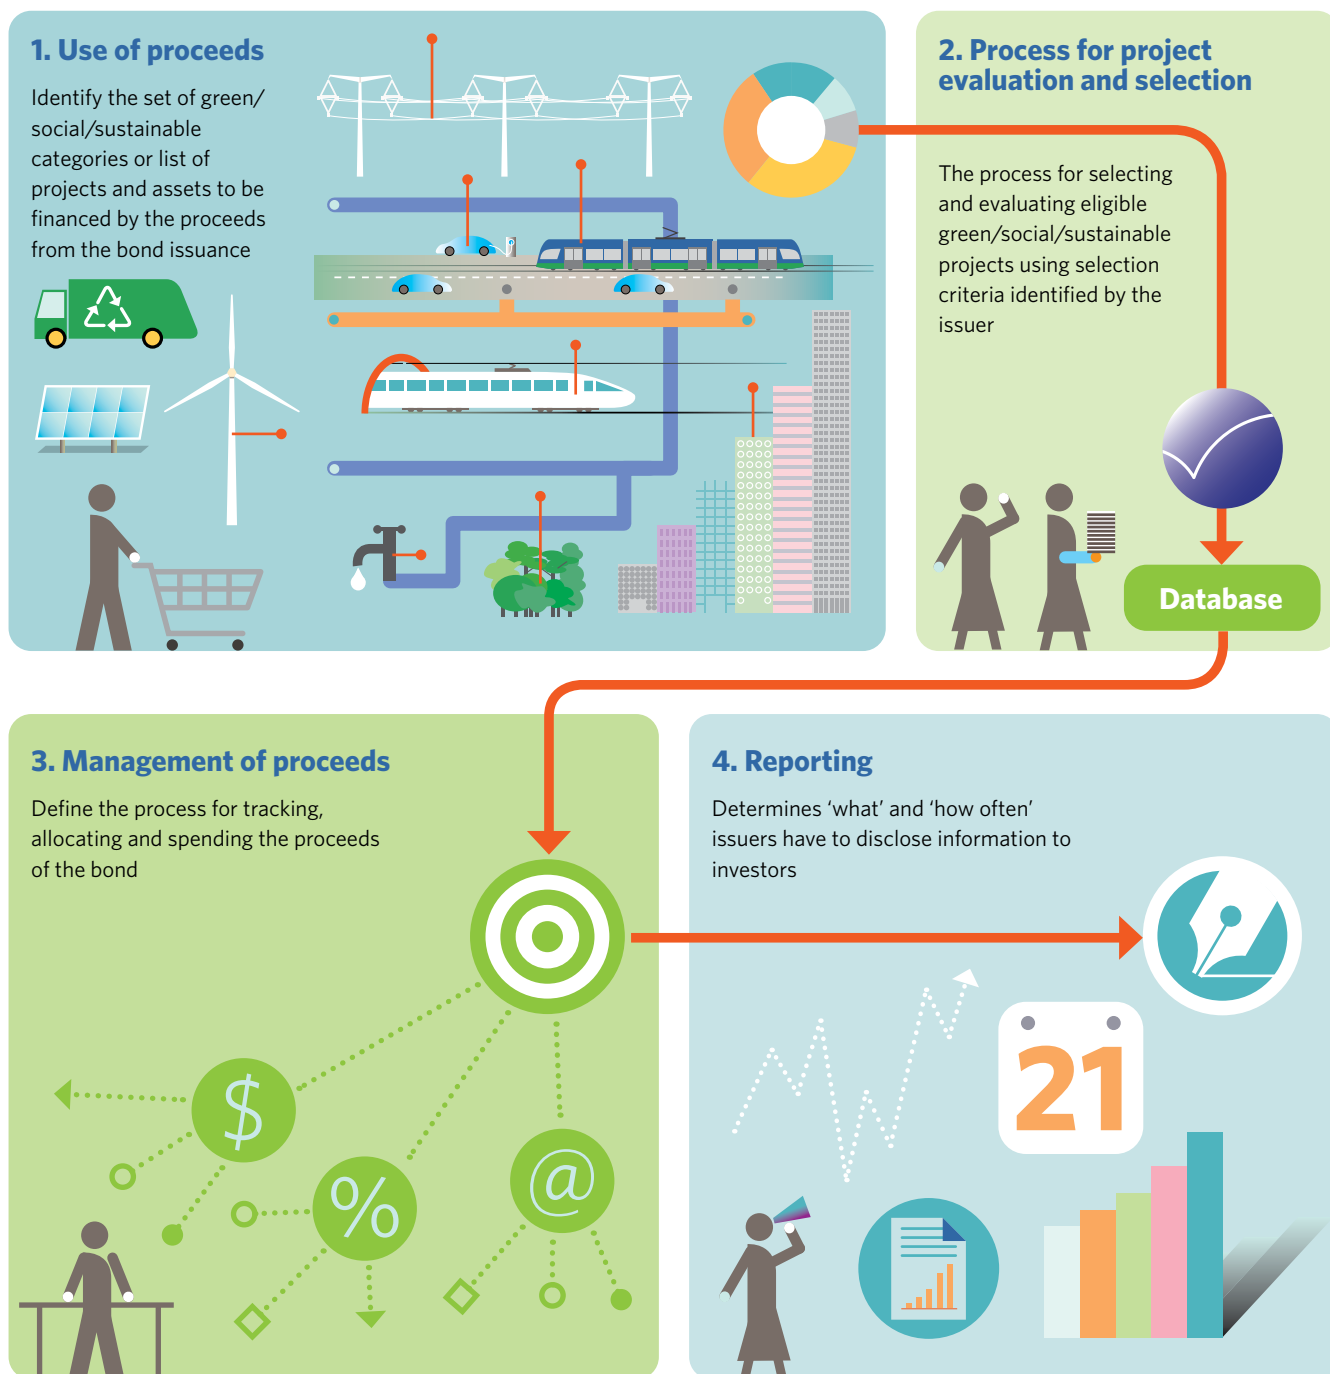 1. Use of proceeds
Identify the set of green/
social/sustainable
categories or list of
projects and assets to be
financed by the proceeds
from the bond issuance
2. Process for project
evaluation and selection
The process for selecting
and evaluating eligible
green/social/sustainable
projects using selection
criteria identified by the
issuer
Database
3. Management of proceeds
Define the process for tracking,
allocating and spending the proceeds
of the bond
$
%
@
4. Reporting
Determines ‘what’ and ‘how often’
issuers have to disclose information to
investors
21